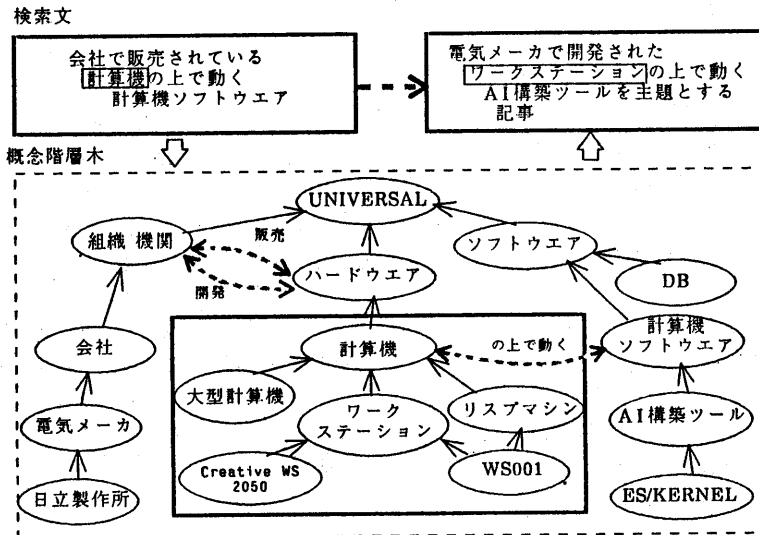 検索文
会社で販売されている
計算機の上で動く
計算機ソフトウエア
電気メーカで開発された
ワークステーションの上で動く
AI構築ツールを主題とする
記事
概念階層木
UNIVERSAL
組織機関
販売
ソフトウエア
ハードウエア
開発
DB
会社
計算機
の上で動く
計算機
ソフトウエア
大型計算機
ワーク
ステーション
リスプマシン
電気メーカ
AI構築ツール
Creative WS
2050
WS001
日立製作所
ES/KERNEL